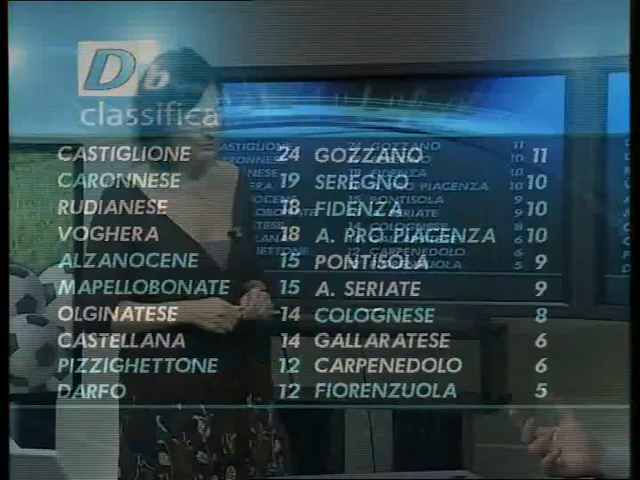 Db
classifica
CASTIGLIONE 24
CARONNESE 19
RUDIANESE 18
VOGHERA 18
ALZANOCENE 15
MAPELLOBONATE 15
OLGINATESE 14
CASTELLANA 14
PIZZIGHETTONE 12
DARFO 12
GOZZANO 11
SEREGNO 10
FIDENZA 10
A. PRO PIACENZA 10
PONTISOLA 9
A. SERIATE 9
COLOGNESE 8
GALLARATESE 6
CARPENEDOLO 6
FIORENZUOLA 5